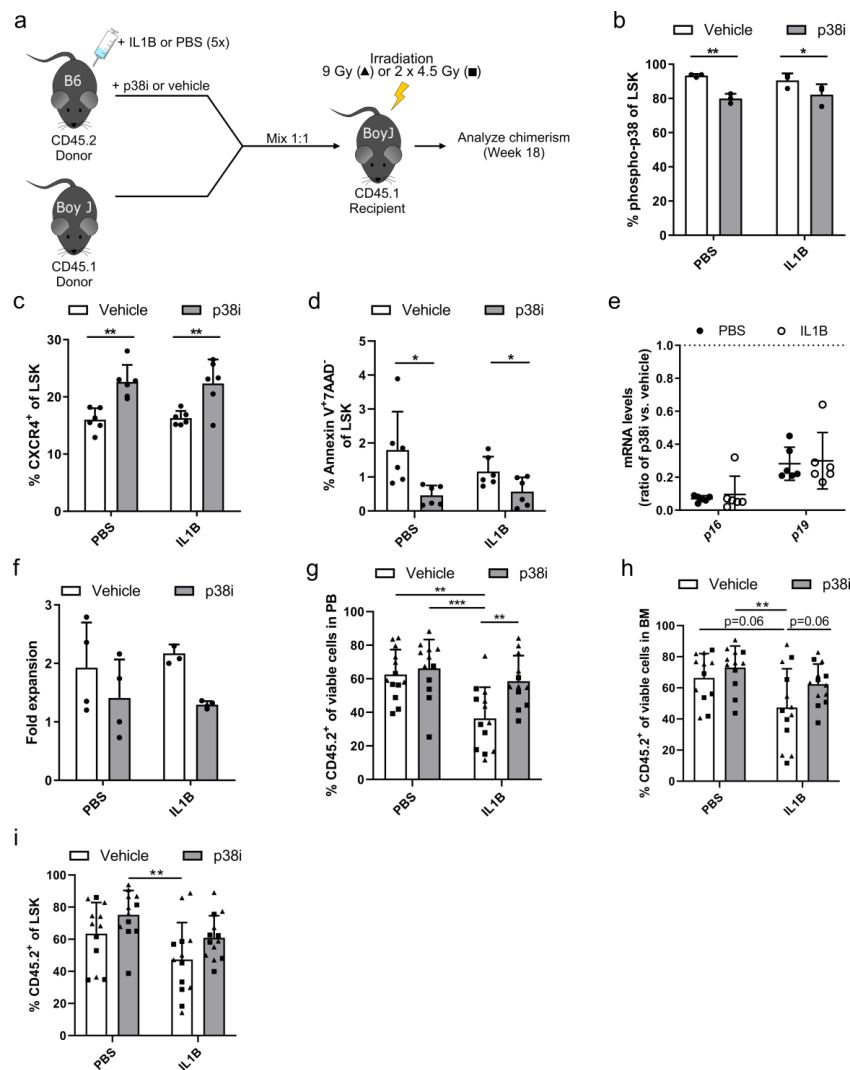 a
+ IL1B or PBS (5x)
B6
+ p38i or vehicle
CD45.2
Donor
Boy J
CD45.1
Donor
Mix 1:1
Irradiation
9 Gy (▲) or 2 x 4.5 Gy (■)
BoyJ
CD45.1
Recipient
Analyze chimerism
(Week 18)
b
Vehicle p38i
% phospho-p38 of LSK
100
80
60
40
20
0
** *
PBS IL1B
c
Vehicle p38i
% CXCR4+ of LSK
30
20
10
0
** **
PBS IL1B
d
Vehicle p38i
% Annexin V+7AAD-
of LSK
5
4
3
2
1
0
* *
PBS IL1B
e
PBS IL1B
mRNA levels
(ratio of p38i vs. vehicle)
1.0
0.8
0.6
0.4
0.2
0.0
p16 p19
f
Vehicle p38i
Fold expansion
3
2
1
0
PBS IL1B
g
Vehicle p38i
% CD45.2+ of viable cells in PB
100
80
60
40
20
0
**
***
**
PBS IL1B
h
Vehicle p38i
% CD45.2+ of viable cells in BM
100
80
60
40
20
0
**
p=0.06 p=0.06
PBS IL1B
i
Vehicle p38i
% CD45.2+ of LSK
100
80
60
40
20
0
**
PBS IL1B